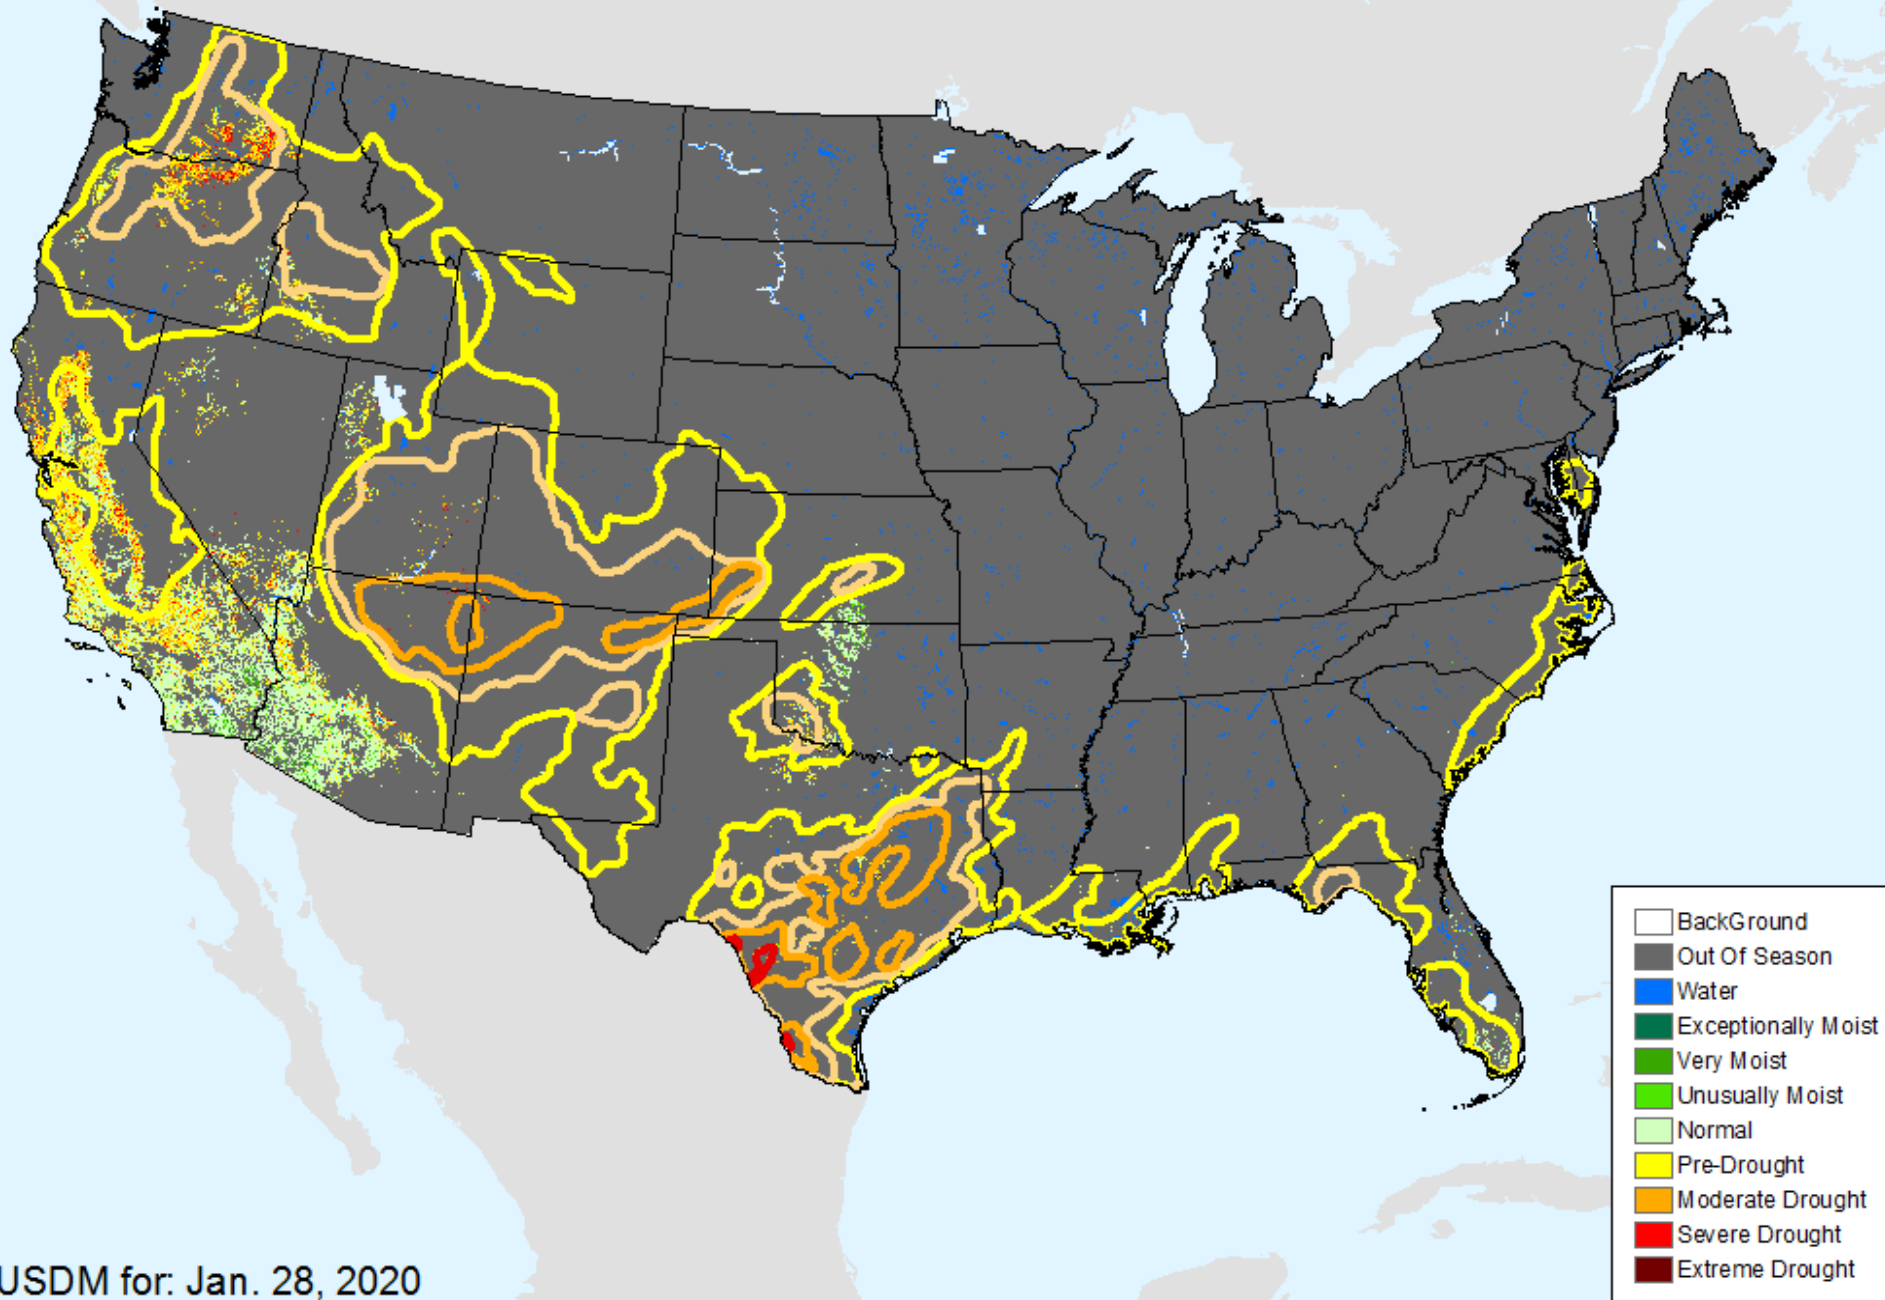 BackGround
Out Of Season
Water
Exceptionally Moist
Very Moist
Unusually Moist
Normal
Pre-Drought
Moderate Drought
Severe Drought
Extreme Drought
USDM for: Jan. 28, 2020